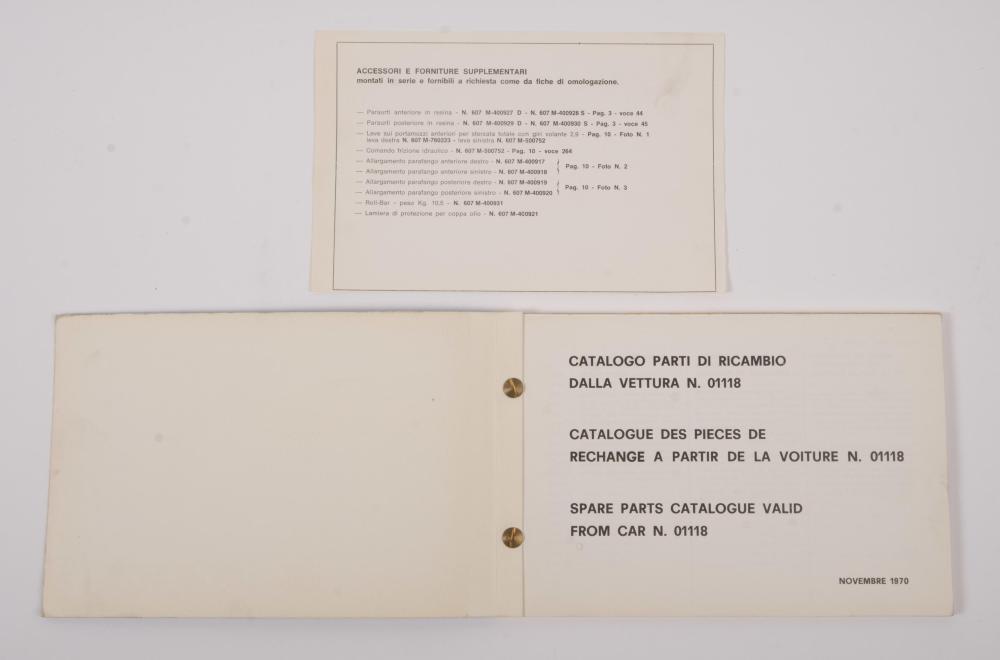 ACCESSORI E FORNITURE SUPPLEMENTARI
montati in serie e fornibili a richiesta come da fiche di omologazione.
— Paraurti anteriore in resina - N. 607 M-400927 D - N. 607 M-400928 S - Pag. 3 - voce 44
— Paraurti posteriore in resina - N. 607 M-400929 D - N. 607 M-400930 S - Pag. 3 - voce 45
— Leve sui portamozzi anteriori per sterzata totale con giri volante 2,9 - Pag. 10 - Foto N. 1
leva destra N. 607 M-760223 - leva sinistra N. 607 M-500752
— Comando frizione idraulico - N. 607 M-500752 - Pag. 10 - voce 264
— Allargamento parafango anteriore destro - N. 607 M-400917
— Allargamento parafango anteriore sinistro - N. 607 M-400918
Pag. 10 - Foto N. 2
— Allargamento parafango posteriore destro - N. 607 M-400919
— Allargamento parafango posteriore sinistro - N. 607 M-400920
Pag. 10 - Foto N. 3
— Roll-Bar - peso Kg. 10,5 - N. 607 M-400931
— Lamiera di protezione per coppa olio - N. 607 M-400921
CATALOGO PARTI DI RICAMBIO
DALLA VETTURA N. 01118
CATALOGUE DES PIECES DE
RECHANGE A PARTIR DE LA VOITURE N. 01118
SPARE PARTS CATALOGUE VALID
FROM CAR N. 01118
NOVEMBRE 1970